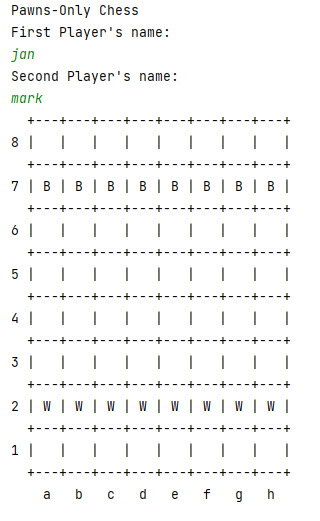 Pawns-Only Chess
First Player's name:
jan
Second Player's name:
mark
  +---+---+---+---+---+---+---+---+
8 |   |   |   |   |   |   |   |   |
  +---+---+---+---+---+---+---+---+
7 | B | B | B | B | B | B | B | B |
  +---+---+---+---+---+---+---+---+
6 |   |   |   |   |   |   |   |   |
  +---+---+---+---+---+---+---+---+
5 |   |   |   |   |   |   |   |   |
  +---+---+---+---+---+---+---+---+
4 |   |   |   |   |   |   |   |   |
  +---+---+---+---+---+---+---+---+
3 |   |   |   |   |   |   |   |   |
  +---+---+---+---+---+---+---+---+
2 | W | W | W | W | W | W | W | W |
  +---+---+---+---+---+---+---+---+
1 |   |   |   |   |   |   |   |   |
  +---+---+---+---+---+---+---+---+
    a   b   c   d   e   f   g   h